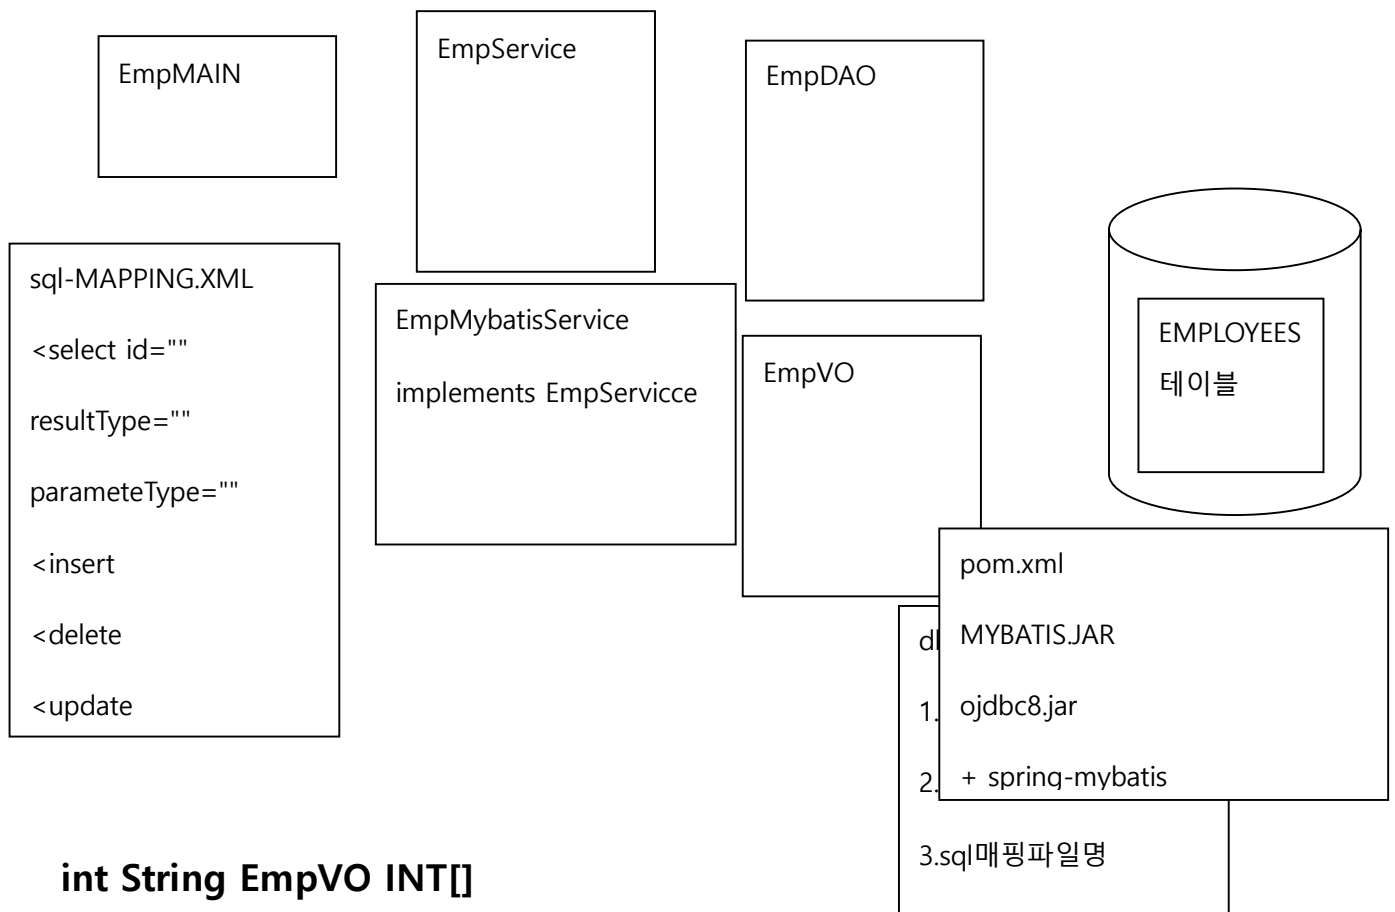 EmpMAIN
EmpService
EmpDAO
sql-MAPPING.XML
<select id=""
resultType=""
parameteType=""
<insert
<delete
<update
EmpMybatisService
implements EmpServicce
EmpVO
EMPLOYEES
테이블
pom.xml
MYBATIS.JAR
ojdbc8.jar
+ spring-mybatis
1.
2.
3.sql매핑파일명
int String EmpVO INT[]